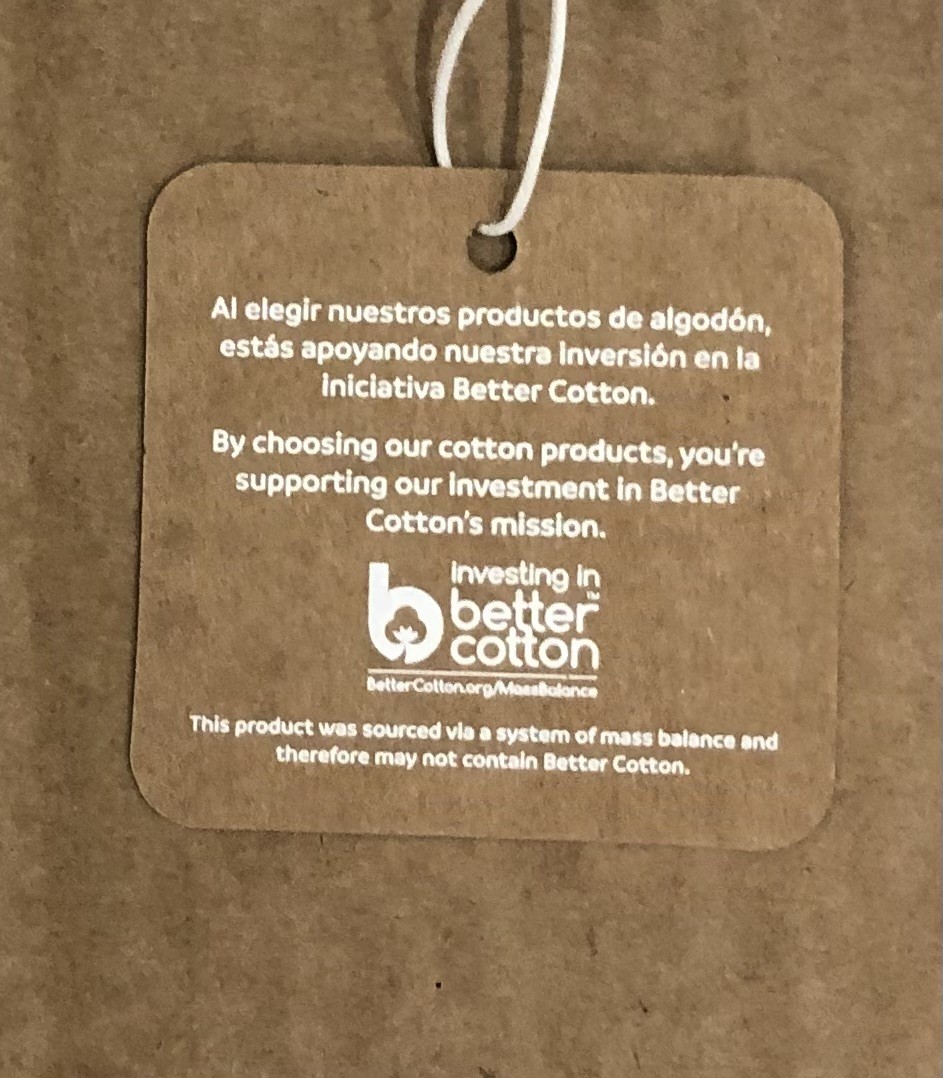 Al elegir nuestros productos de algodón,
estás apoyando nuestra inversión en la
iniciativa Better Cotton.
By choosing our cotton products, you're
supporting our investment in Better
Cotton's mission.
investing in
better™
cotton
BetterCotton.org/MassBalance
This product was sourced via a system of mass balance and
therefore may not contain Better Cotton.